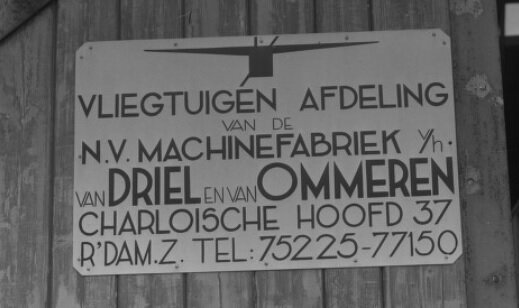 VLIEGTUIGEN AFDELING
VAN DE
N.V. MACHINEFABRIEK V/h.
VAN DRIEL EN VAN OMMEREN
CHARLOISCHE HOOFD 37
R'DAM.Z. TEL: 75225-77150